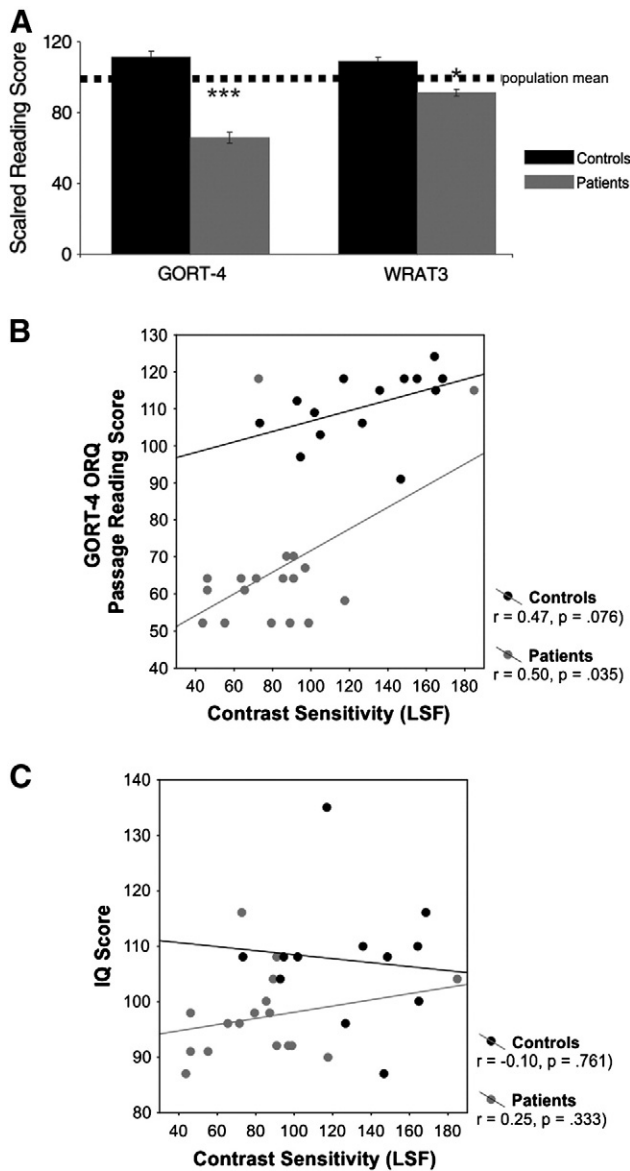 A
Scalred Reading Score
120
80
40
0
***
*
population mean
Controls
Patients
GORT-4
WRAT3
B
GORT-4 ORQ
Passage Reading Score
130
120
110
100
90
80
70
60
50
40
40 60 80 100 120 140 160 180
Contrast Sensitivity (LSF)
Controls
r = 0.47, p = .076)
Patients
r = 0.50, p = .035)
C
IQ Score
140
130
120
110
100
90
80
40 60 80 100 120 140 160 180
Contrast Sensitivity (LSF)
Controls
r = -0.10, p = .761)
Patients
r = 0.25, p = .333)